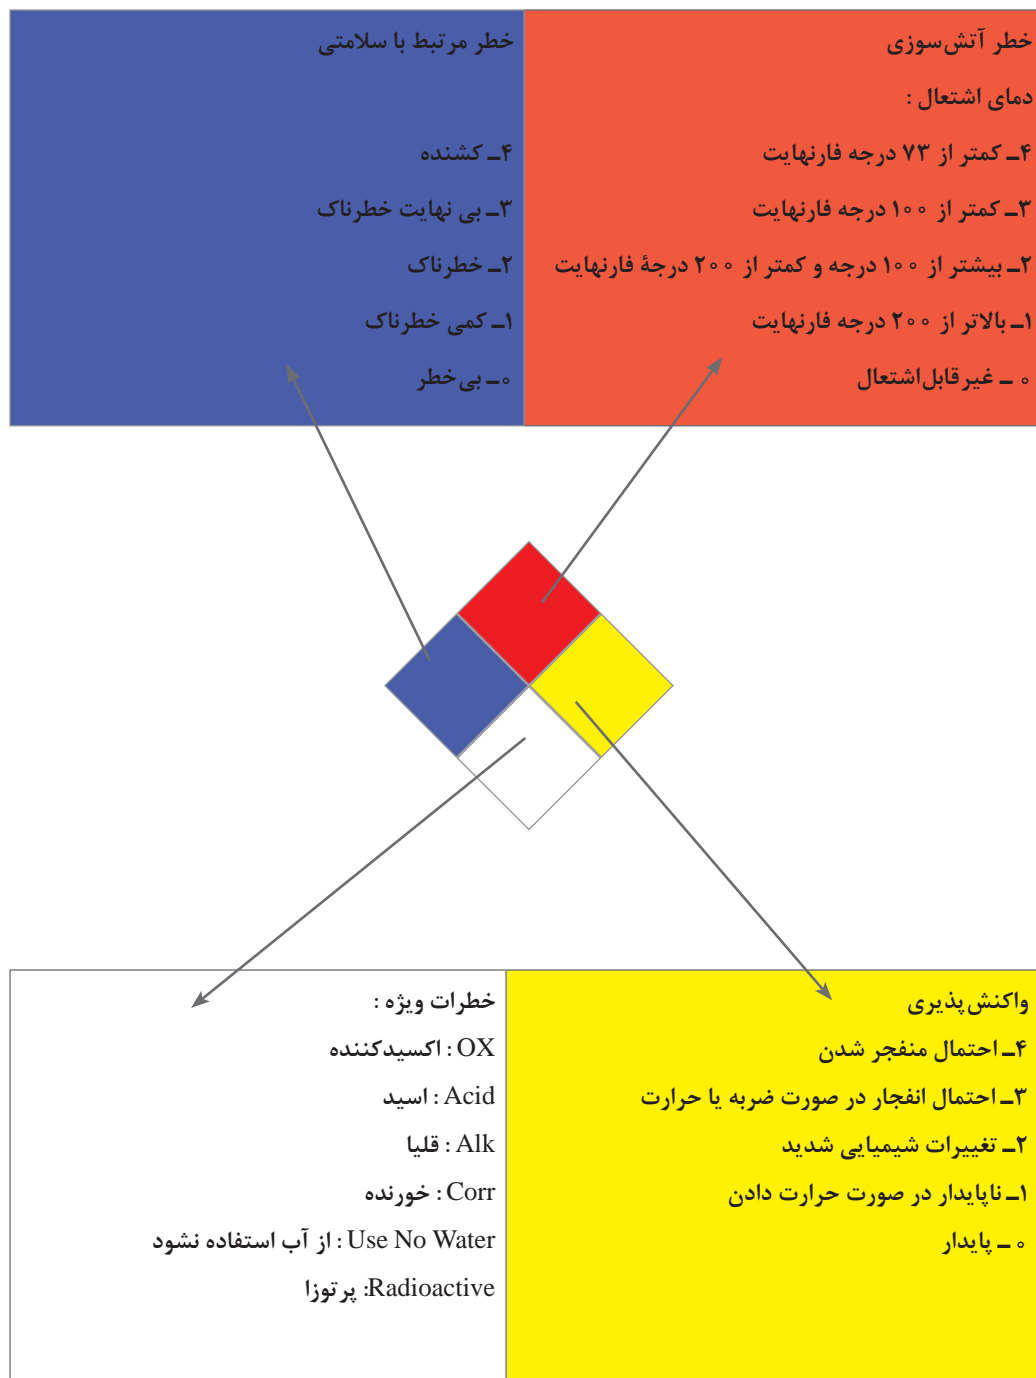 خطر آتش‌سوزی
دمای اشتعال :
۴ـ کمتر از ۷۳ درجه فارنهایت
۳ـ کمتر از ۱۰۰ درجه فارنهایت
۲ـ بیشتر از ۱۰۰ درجه و کمتر از ۲۰۰ درجهٔ فارنهایت
۱ـ بالاتر از ۲۰۰ درجه فارنهایت
۰ ـ غیرقابل‌اشتعال
خطر مرتبط با سلامتی
۴ـ کشنده
۳ـ بی نهایت خطرناک
۲ـ خطرناک
۱ـ کمی خطرناک
۰ـ بی‌خطر
واکنش‌پذیری
۴ـ احتمال منفجر شدن
۳ـ احتمال انفجار در صورت ضربه یا حرارت
۲ـ تغییرات شیمیایی شدید
۱ـ ناپایدار در صورت حرارت دادن
۰ ـ پایدار
خطرات ویژه :
OX : اکسیدکننده
Acid : اسید
Alk : قلیا
Corr : خورنده
Use No Water : از آب استفاده نشود
Radioactive: پرتوزا